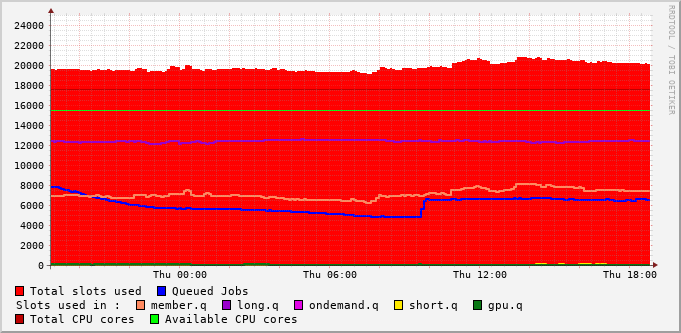 RRDTOOL / TOBI OETIKER
24000
22000
20000
18000
16000
14000
12000
10000
8000
6000
4000
2000
0
Thu 00:00 Thu 06:00 Thu 12:00 Thu 18:00
Total slots used Queued Jobs
Slots used in : member.q long.q ondemand.q short.q gpu.q
Total CPU cores Available CPU cores